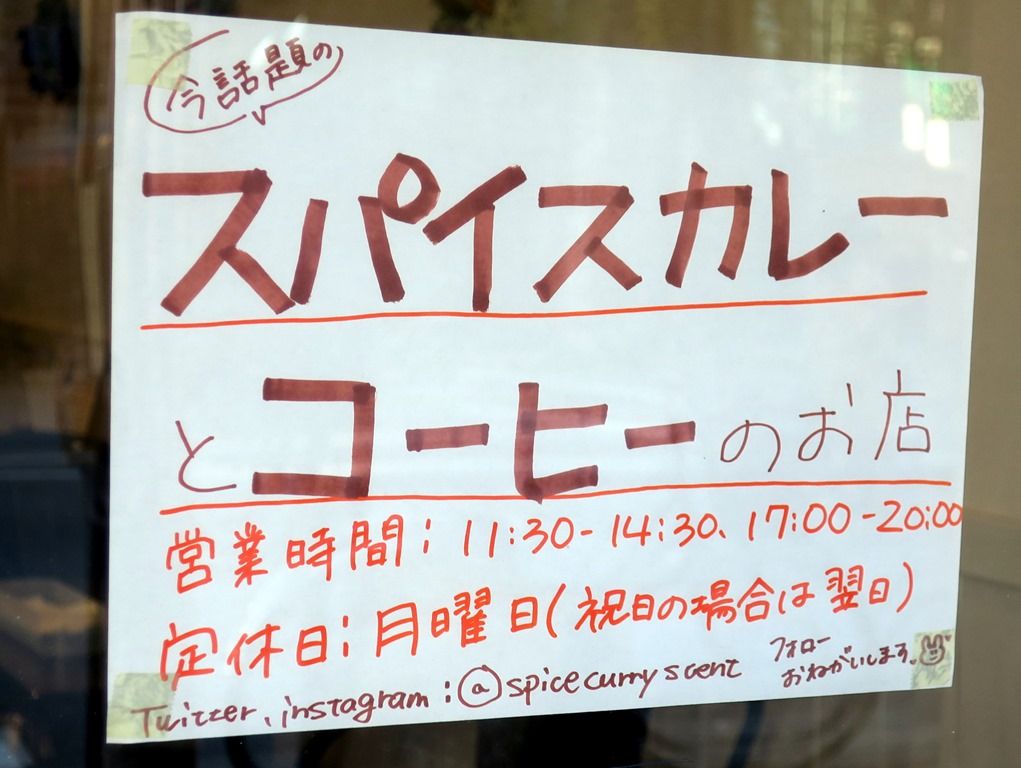 今話題の
スパイスカレー
とコーヒーのお店
営業時間：11:30-14:30、17:00-20:00
定休日：月曜日(祝日の場合は翌日)
Twitter、instagram：@spicecurryscent
フォロー
おねがいします。